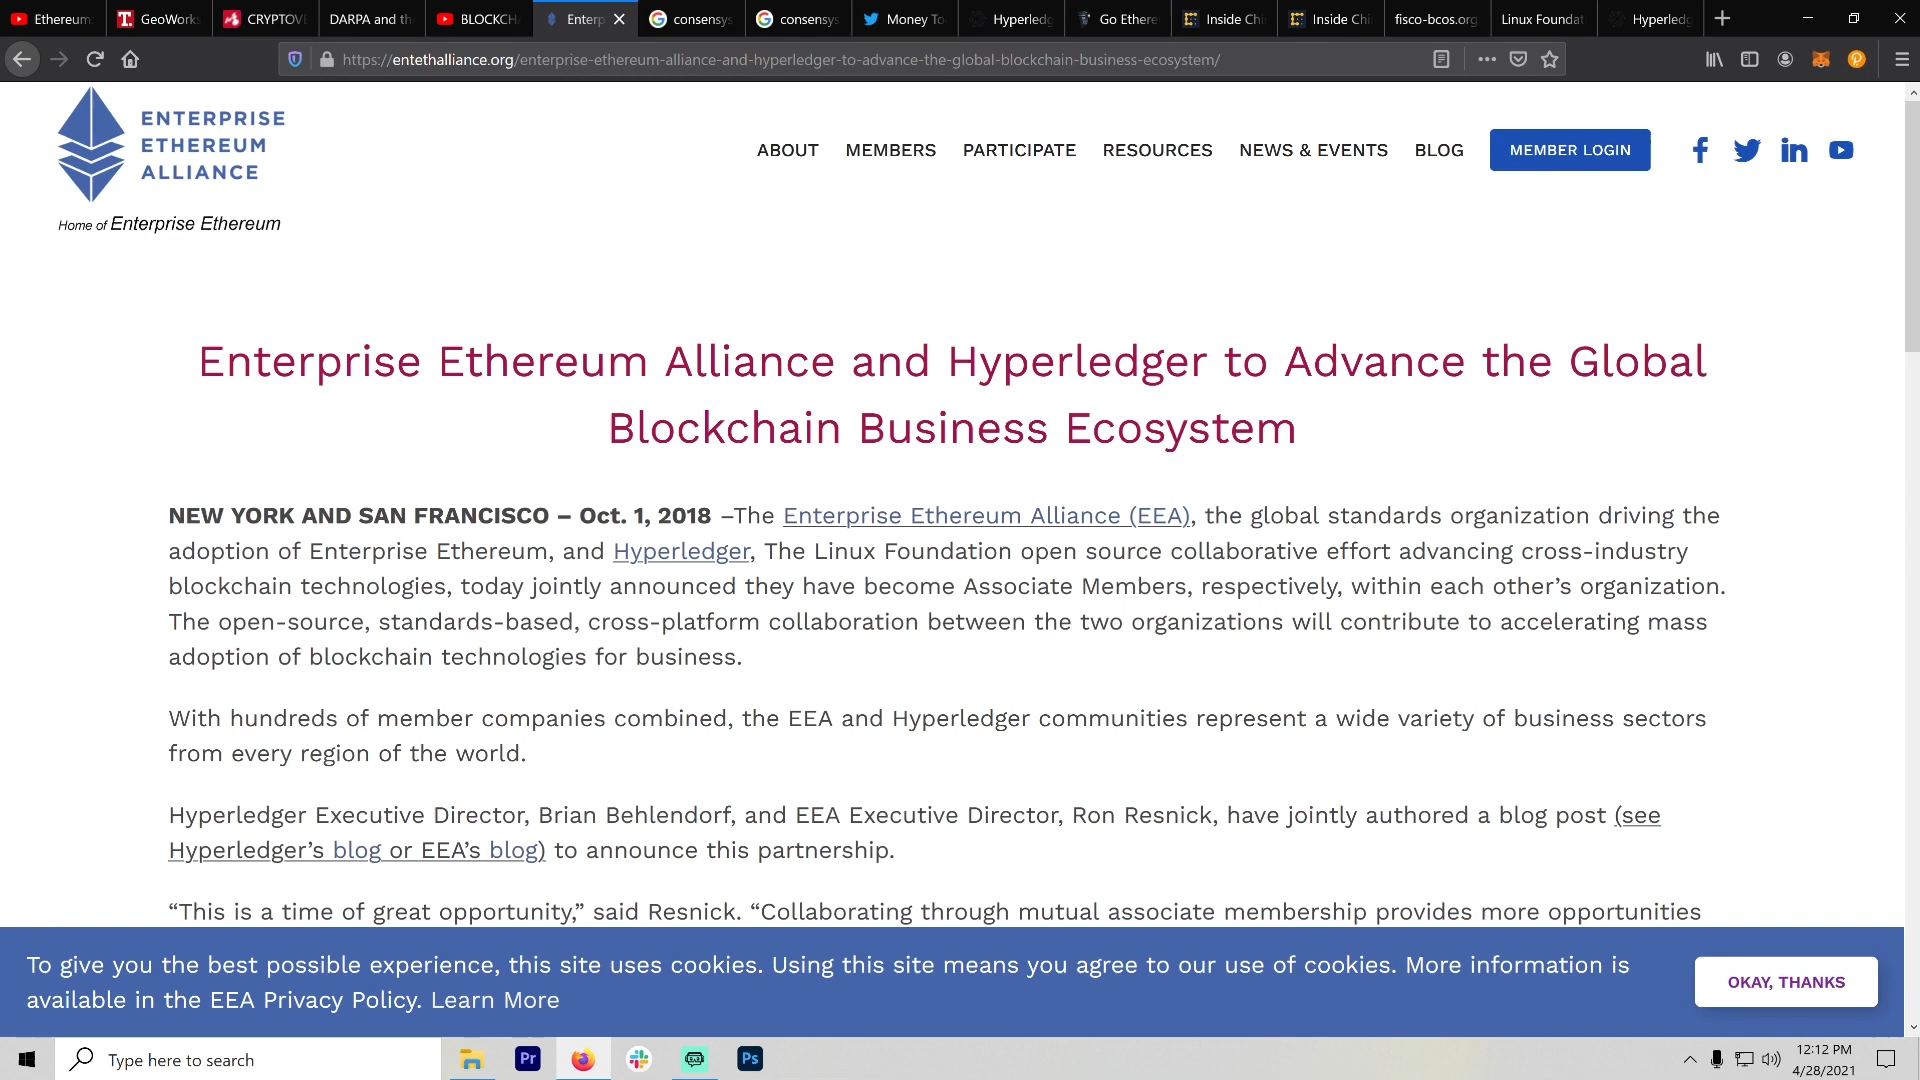 Ethereum:
GeoWorks
CRYPTOVE
DARPA and th
BLOCKCHA
Enterp
consensys
consensys
Money To
Hyperledg
Go Ethere
Inside Chi
Inside Chi
fisco-bcos.org
Linux Foundat
Hyperledg
https://entethalliance.org/enterprise-ethereum-alliance-and-hyperledger-to-advance-the-global-blockchain-business-ecosystem/
ENTERPRISE
ETHEREUM
ALLIANCE
Home of Enterprise Ethereum
ABOUT MEMBERS PARTICIPATE RESOURCES NEWS & EVENTS BLOG MEMBER LOGIN
Enterprise Ethereum Alliance and Hyperledger to Advance the Global
Blockchain Business Ecosystem
NEW YORK AND SAN FRANCISCO – Oct. 1, 2018 –The Enterprise Ethereum Alliance (EEA), the global standards organization driving the
adoption of Enterprise Ethereum, and Hyperledger, The Linux Foundation open source collaborative effort advancing cross-industry
blockchain technologies, today jointly announced they have become Associate Members, respectively, within each other’s organization.
The open-source, standards-based, cross-platform collaboration between the two organizations will contribute to accelerating mass
adoption of blockchain technologies for business.
With hundreds of member companies combined, the EEA and Hyperledger communities represent a wide variety of business sectors
from every region of the world.
Hyperledger Executive Director, Brian Behlendorf, and EEA Executive Director, Ron Resnick, have jointly authored a blog post (see
Hyperledger’s blog or EEA’s blog) to announce this partnership.
“This is a time of great opportunity,” said Resnick. “Collaborating through mutual associate membership provides more opportunities
To give you the best possible experience, this site uses cookies. Using this site means you agree to our use of cookies. More information is
available in the EEA Privacy Policy. Learn More
OKAY, THANKS
Type here to search
Pr
Ps
12:12 PM
4/28/2021